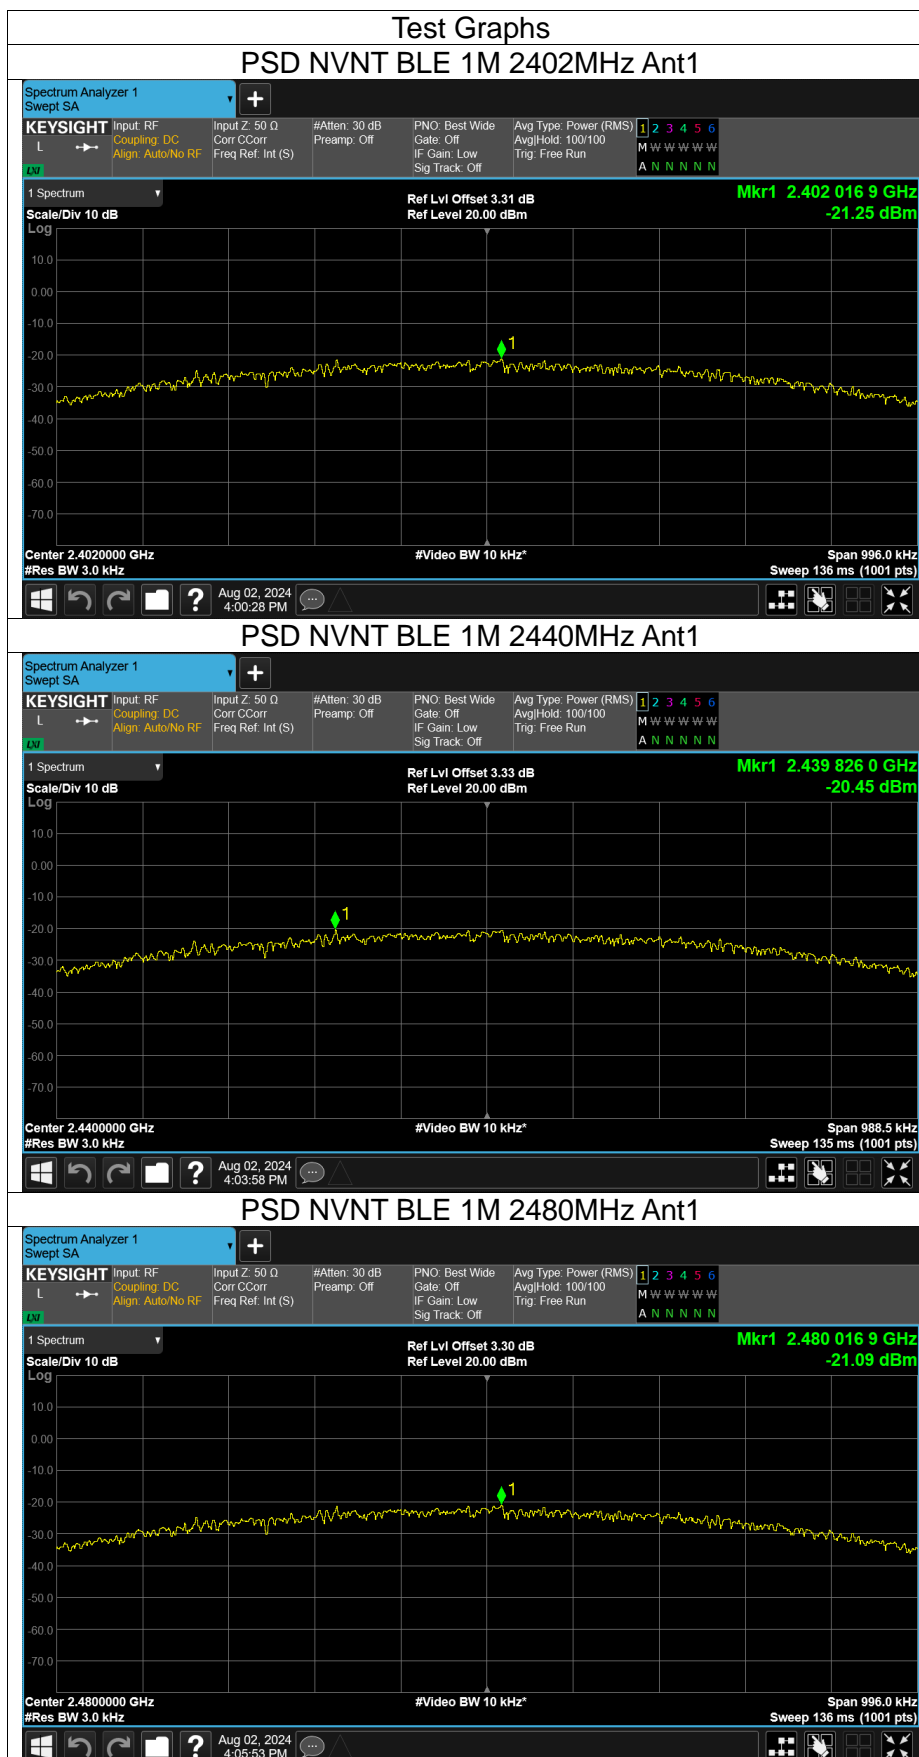 Test Graphs
PSD NVNT BLE 1M 2402MHz Ant1
Spectrum Analyzer 1
Swept SA
KEYSIGHT
L
LXI
Input: RF
Coupling: DC
Align: Auto/No RF
Input Z: 50 Ω
Corr CCorr
Freq Ref: Int (S)
#Atten: 30 dB
Preamp: Off
PNO: Best Wide
Gate: Off
IF Gain: Low
Sig Track: Off
Avg Type: Power (RMS)
Avg|Hold: 100/100
Trig: Free Run
1 2 3 4 5 6
M W W W W W
A N N N N N
1 Spectrum
Scale/Div 10 dB
Log
Ref Lvl Offset 3.31 dB
Ref Level 20.00 dBm
Mkr1 2.402 016 9 GHz
-21.25 dBm
10.0
0.00
-10.0
-20.0
-30.0
-40.0
-50.0
-60.0
-70.0
1
Center 2.4020000 GHz
#Res BW 3.0 kHz
#Video BW 10 kHz*
Span 996.0 kHz
Sweep 136 ms (1001 pts)
?
Aug 02, 2024
4:00:28 PM
PSD NVNT BLE 1M 2440MHz Ant1
Spectrum Analyzer 1
Swept SA
KEYSIGHT
L
LXI
Input: RF
Coupling: DC
Align: Auto/No RF
Input Z: 50 Ω
Corr CCorr
Freq Ref: Int (S)
#Atten: 30 dB
Preamp: Off
PNO: Best Wide
Gate: Off
IF Gain: Low
Sig Track: Off
Avg Type: Power (RMS)
Avg|Hold: 100/100
Trig: Free Run
1 2 3 4 5 6
M W W W W W
A N N N N N
1 Spectrum
Scale/Div 10 dB
Log
Ref Lvl Offset 3.33 dB
Ref Level 20.00 dBm
Mkr1 2.439 826 0 GHz
-20.45 dBm
10.0
0.00
-10.0
-20.0
-30.0
-40.0
-50.0
-60.0
-70.0
1
Center 2.4400000 GHz
#Res BW 3.0 kHz
#Video BW 10 kHz*
Span 988.5 kHz
Sweep 135 ms (1001 pts)
?
Aug 02, 2024
4:03:58 PM
PSD NVNT BLE 1M 2480MHz Ant1
Spectrum Analyzer 1
Swept SA
KEYSIGHT
L
LXI
Input: RF
Coupling: DC
Align: Auto/No RF
Input Z: 50 Ω
Corr CCorr
Freq Ref: Int (S)
#Atten: 30 dB
Preamp: Off
PNO: Best Wide
Gate: Off
IF Gain: Low
Sig Track: Off
Avg Type: Power (RMS)
Avg|Hold: 100/100
Trig: Free Run
1 2 3 4 5 6
M W W W W W
A N N N N N
1 Spectrum
Scale/Div 10 dB
Log
Ref Lvl Offset 3.30 dB
Ref Level 20.00 dBm
Mkr1 2.480 016 9 GHz
-21.09 dBm
10.0
0.00
-10.0
-20.0
-30.0
-40.0
-50.0
-60.0
-70.0
1
Center 2.4800000 GHz
#Res BW 3.0 kHz
#Video BW 10 kHz*
Span 996.0 kHz
Sweep 136 ms (1001 pts)
?
Aug 02, 2024
4:05:53 PM